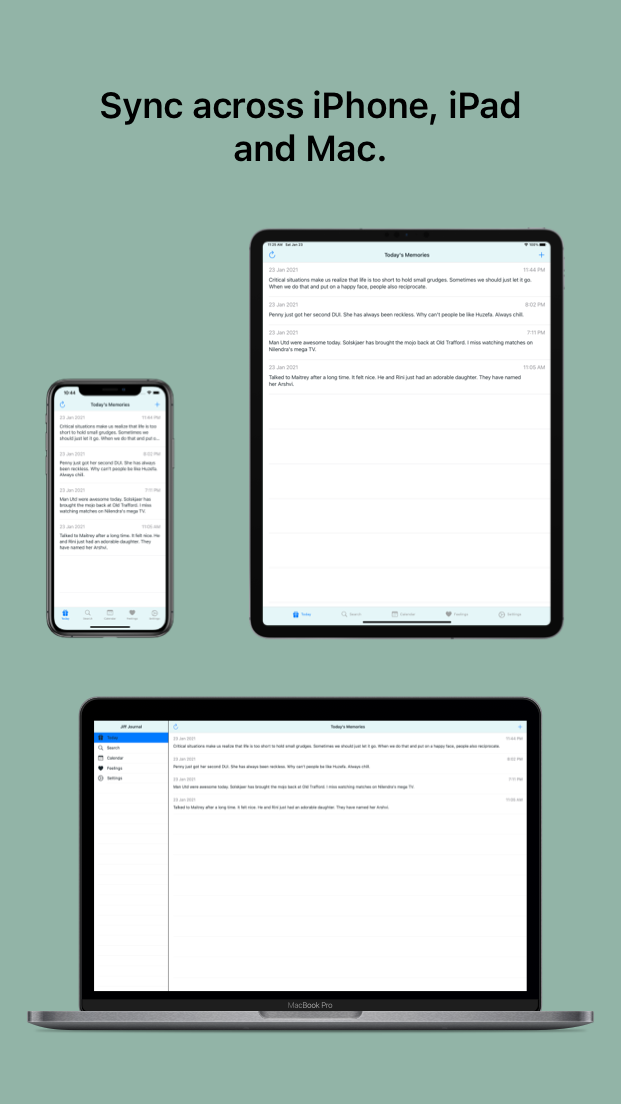 Sync across iPhone, iPad
and Mac.
11:35 AM Sat Jan 23
100%
Today's Memories
23 Jan 2021 11:44 PM
Critical situations make us realize that life is too short to hold small grudges. Sometimes we should just let it go.
When we do that and put on a happy face, people also reciprocate.
23 Jan 2021 8:02 PM
Penny just got her second DUI. She has always been reckless. Why can't people be like Huzefa. Always chill.
23 Jan 2021 7:11 PM
Man Utd were awesome today. Solskjaer has brought the mojo back at Old Trafford. I miss watching matches on
Nilendra's mega TV.
23 Jan 2021 11:05 AM
Talked to Maitrey after a long time. It felt nice. He and Rini just had an adorable daughter. They have named
her Arshvi.
Today Search Calendar Feelings Settings
10:44
Today's Memories
23 Jan 2021 11:44 PM
Critical situations make us realize that life is too
short to hold small grudges. Sometimes we
should just let it go. When we do that and put o...
23 Jan 2021 8:02 PM
Penny just got her second DUI. She has always
been reckless. Why can't people be like Huzefa.
Always chill.
23 Jan 2021 7:11 PM
Man Utd were awesome today. Solskjaer has
brought the mojo back at Old Trafford. I miss
watching matches on Nilendra's mega TV.
23 Jan 2021 11:05 AM
Talked to Maitrey after a long time. It felt nice. He
and Rini just had an adorable daughter. They
have named her Arshvi.
Today Search Calendar Feelings Settings
Jiff Journal
Today
Search
Calendar
Feelings
Settings
Today's Memories
23 Jan 2021 11:44 PM
Critical situations make us realize that life is too short to hold small grudges. Sometimes we should just let it go. When we do that and put on a happy face, people also reciprocate.
23 Jan 2021 8:02 PM
Penny just got her second DUI. She has always been reckless. Why can't people be like Huzefa. Always chill.
23 Jan 2021 7:11 PM
Man Utd were awesome today. Solskjaer has brought the mojo back at Old Trafford. I miss watching matches on Nilendra's mega TV
23 Jan 2021 11:05 AM
Talked to Maitrey after a long time. It felt nice. He and Rini just had an adorable daughter. They have named her Arshvi.
MacBook Pro